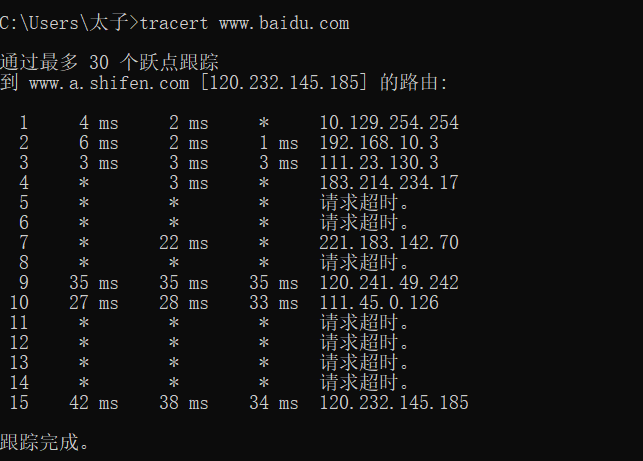 C:\Users\太子>tracert www.baidu.com
通过最多 30 个跃点跟踪
到 www.a.shifen.com [120.232.145.185] 的路由:
1 4 ms 2 ms * 10.129.254.254
2 6 ms 2 ms 1 ms 192.168.10.3
3 3 ms 3 ms 3 ms 111.23.130.3
4 * 3 ms * 183.214.234.17
5 * * * 请求超时。
6 * * * 请求超时。
7 * 22 ms * 221.183.142.70
8 * * * 请求超时。
9 35 ms 35 ms 35 ms 120.241.49.242
10 27 ms 28 ms 33 ms 111.45.0.126
11 * * * 请求超时。
12 * * * 请求超时。
13 * * * 请求超时。
14 * * * 请求超时。
15 42 ms 38 ms 34 ms 120.232.145.185
跟踪完成。